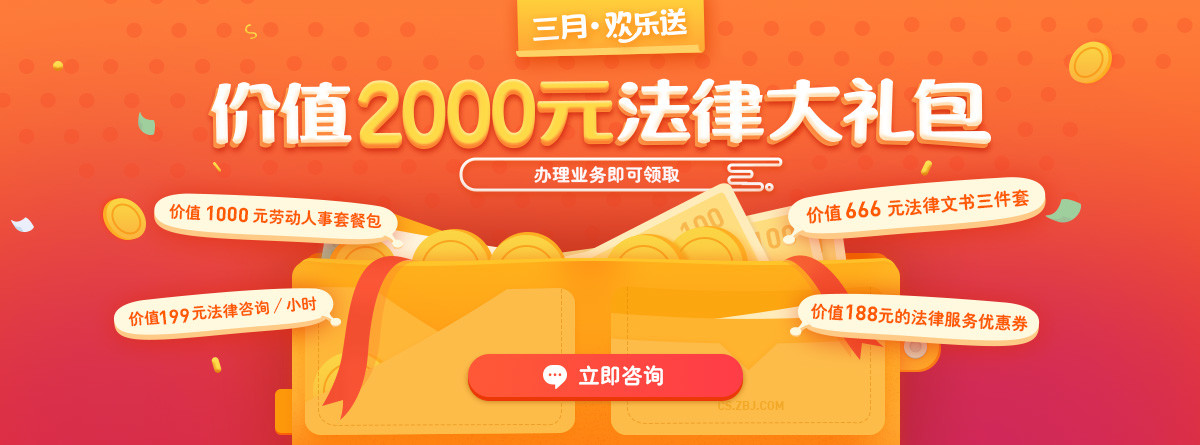 三月·欢乐送
价值2000元法律大礼包
办理业务即可领取
价值 1000 元劳动人事套餐包
价值 666 元法律文书三件套
价值199元法律咨询/小时
价值188元的法律服务优惠券
100
100
立即咨询
CS.ZBJ.COM